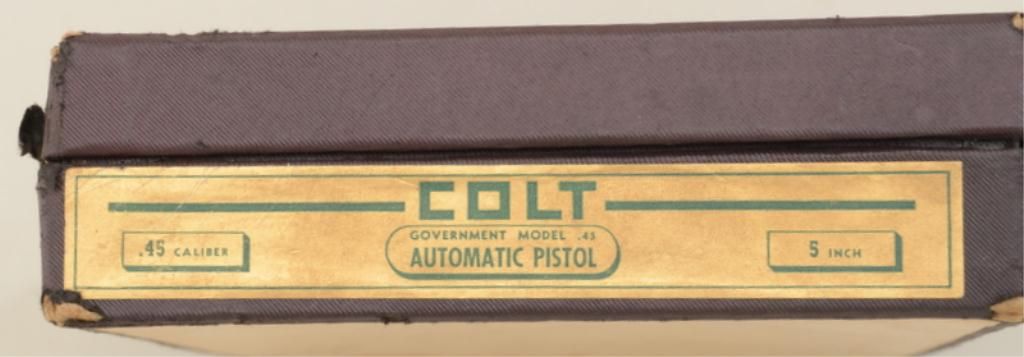 COLT
GOVERNMENT MODEL .45
.45 CALIBER
AUTOMATIC PISTOL
5 INCH